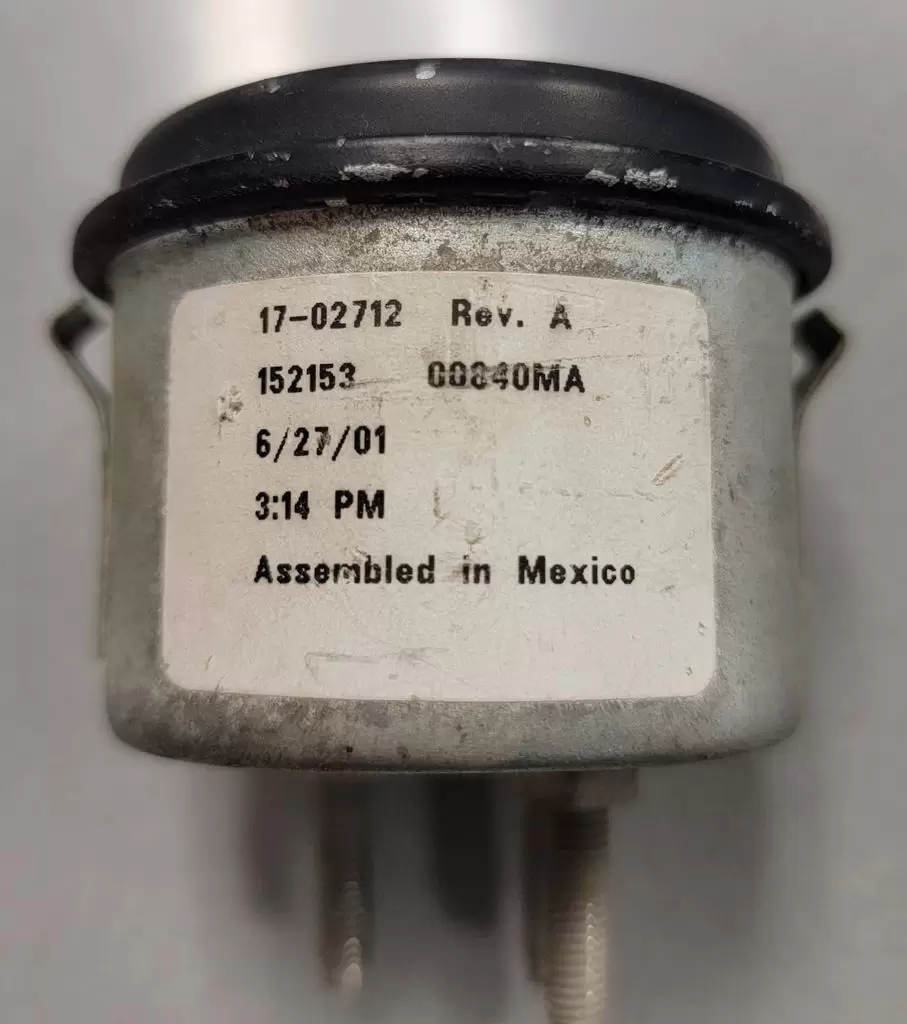 17-02712 Rev. A
152153 00840MA
6/27/01
3:14 PM
Assembled in Mexico